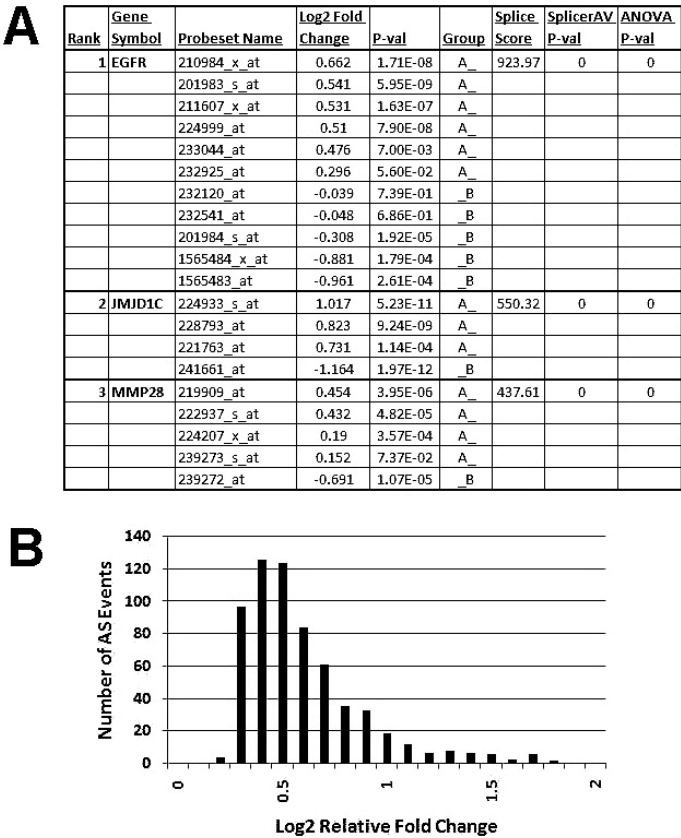 A
Gene Log2 Fold Splice SplicerAV ANOVA
Rank Symbol Probeset Name Change P-val Group Score P-val P-val
1 EGFR 210984_x_at 0.662 1.71E-08 A_ 923.97 0 0
201983_s_at 0.541 5.95E-09 A_
211607_x_at 0.531 1.63E-07 A_
224999_at 0.51 7.90E-08 A_
233044_at 0.476 7.00E-03 A_
232925_at 0.296 5.60E-02 A_
232120_at -0.039 7.39E-01 _B
232541_at -0.048 6.86E-01 _B
201984_s_at -0.308 1.92E-05 _B
1565484_x_at -0.881 1.79E-04 _B
1565483_at -0.961 2.61E-04 _B
2 JMJD1C 224933_s_at 1.017 5.23E-11 A_ 550.32 0 0
228793_at 0.823 9.24E-09 A_
221763_at 0.731 1.14E-04 A_
241661_at -1.164 1.97E-12 _B
3 MMP28 219909_at 0.454 3.95E-06 A_ 437.61 0 0
222937_s_at 0.432 4.82E-05 A_
224207_x_at 0.19 3.57E-04 A_
239273_s_at 0.152 7.37E-02 A_
239272_at -0.691 1.07E-05 _B
B
Number of AS Events
140
120
100
80
60
40
20
0
0 0.5 1 1.5 2
Log2 Relative Fold Change